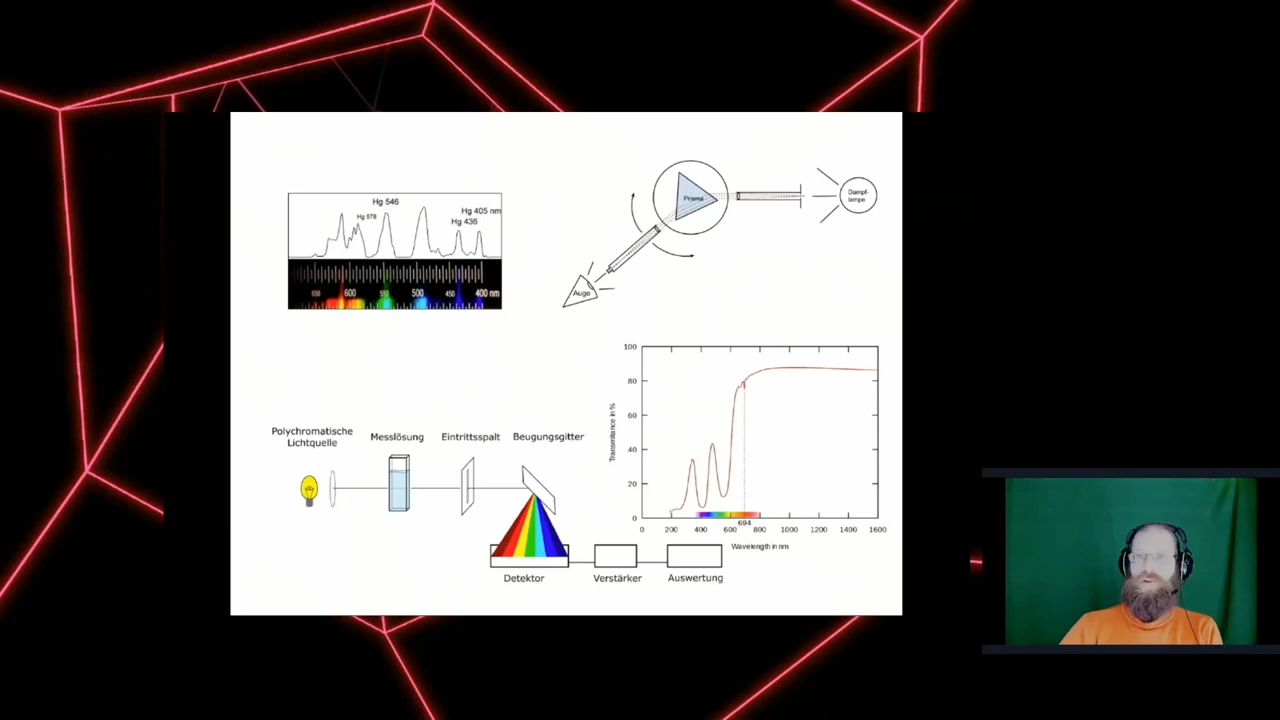 Hg 546
Hg 405 nm
Hg 578
Hg 436
650
600
550
500
450
400 nm
Prisma
Dampf-
lampe
Auge
Polychromatische
Lichtquelle
Messlösung
Eintrittsspalt
Beugungsgitter
Detektor
Verstärker
Auswertung
100
80
60
40
20
0
Transmitance in %
0 200 400 600 800 1000 1200 1400 1600
694
Wavelength in nm